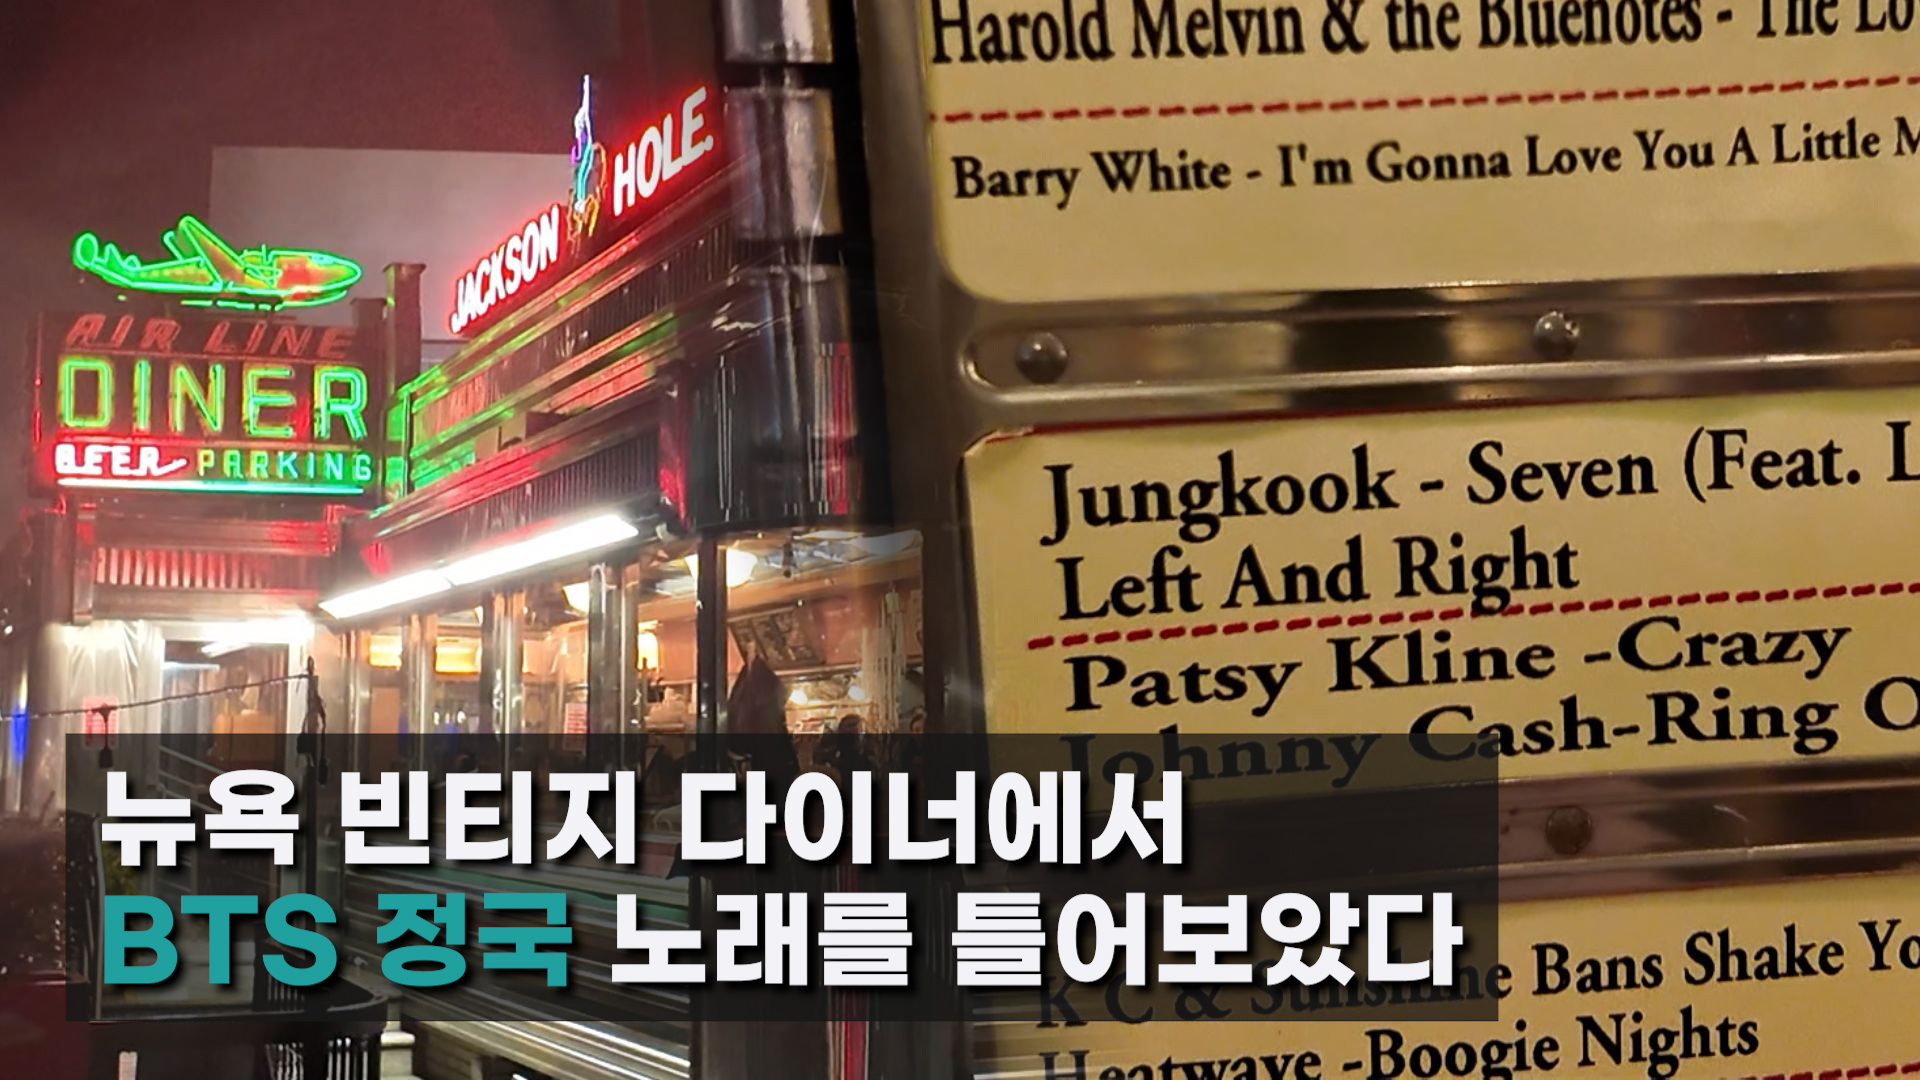 JACKSON HOLE.
AIR LINE
DINER
BEER PARKING
Harold Melvin & the Bluenotes - The Lo
Barry White - I'm Gonna Love You A Little M
Jungkook - Seven (Feat. L
Left And Right
Patsy Kline -Crazy
Johnny Cash-Ring O
K C & Sunshine Bans Shake Yo
Heatwave -Boogie Nights
뉴욕 빈티지 다이너에서
BTS 정국 노래를 틀어보았다